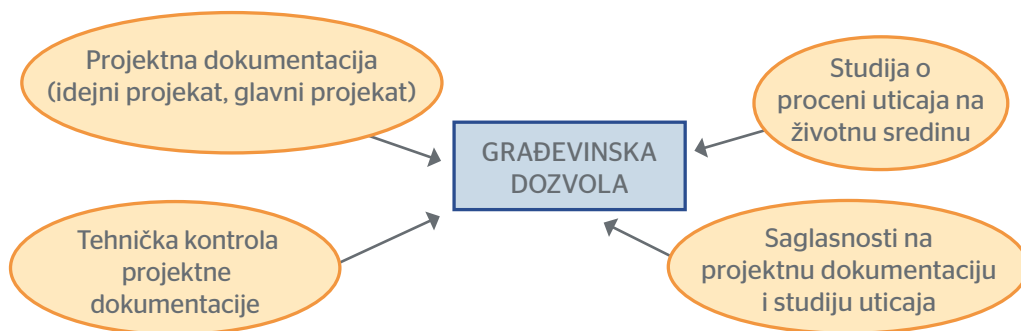 Projektna dokumentacija
(idejni projekat, glavni projekat)
Studija o
proceni uticaja na
životnu sredinu
GRAĐEVINSKA
DOZVOLA
Tehnička kontrola
projektne
dokumentacije
Saglasnosti na
projektnu dokumentaciju
i studiju uticaja